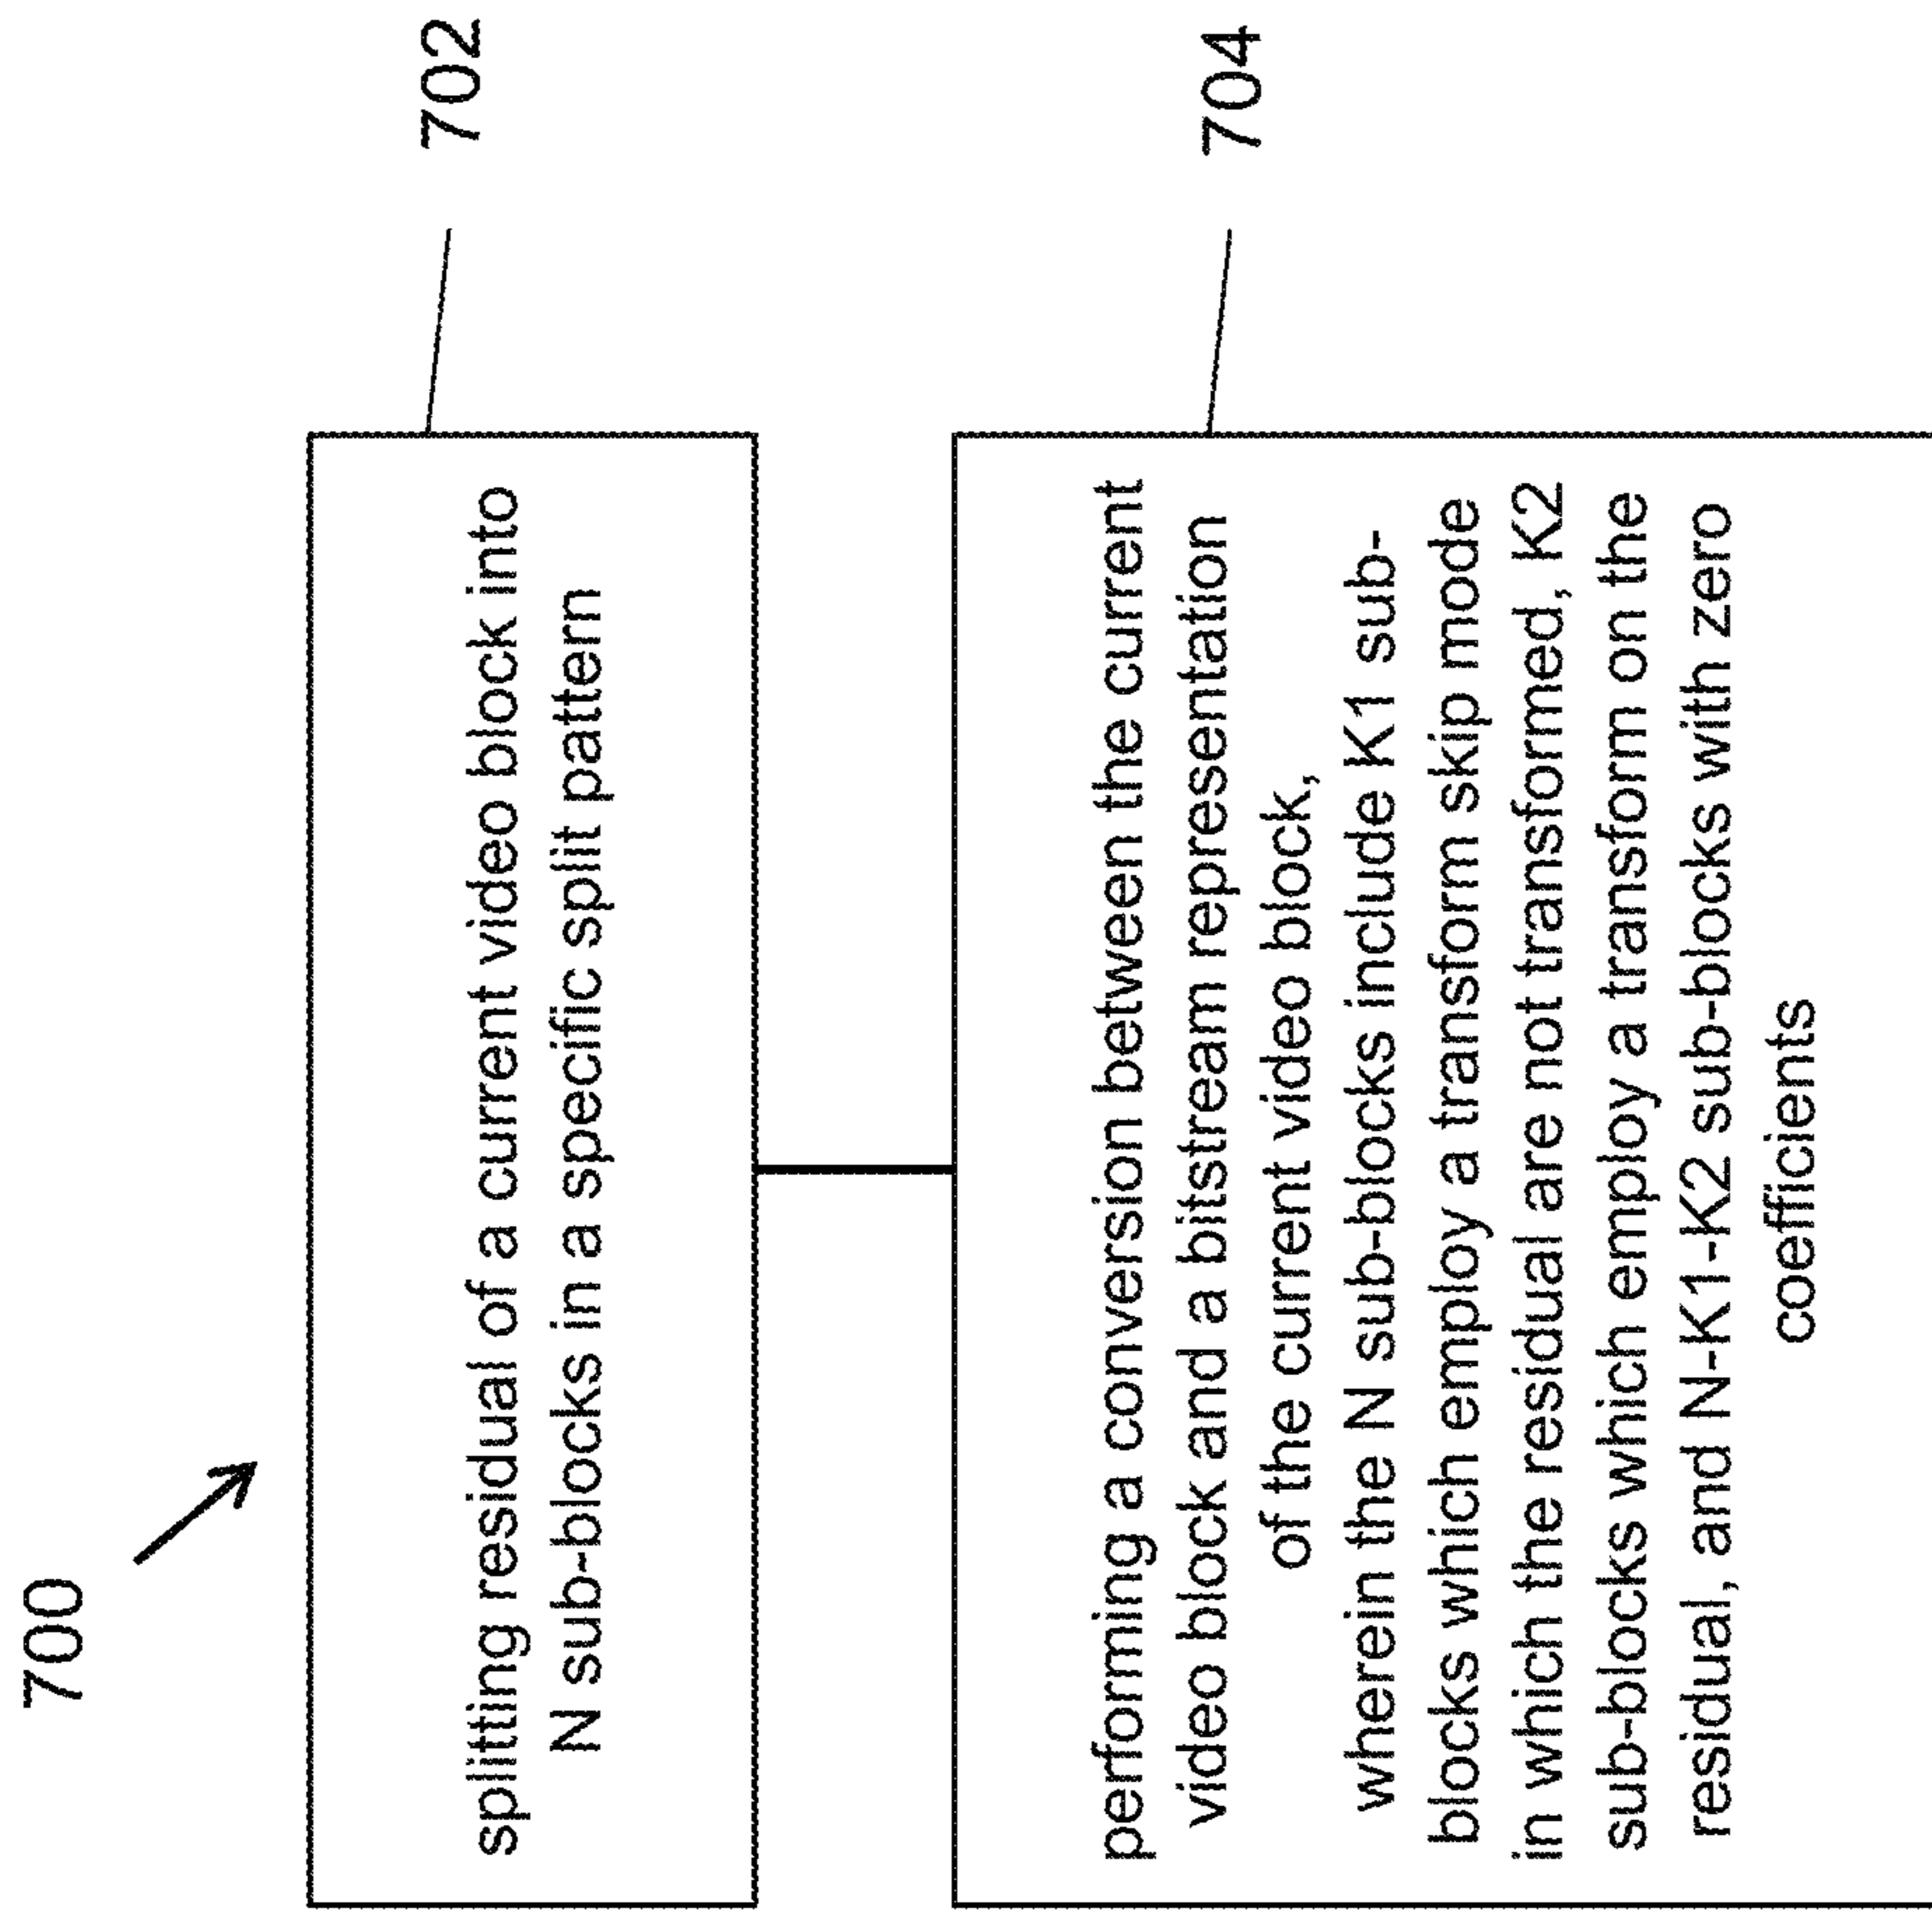 700
702
splitting residual of a current video block into
N sub-blocks in a specific split pattern
704
performing a conversion between the current
video block and a bitstream representation
of the current video block,
wherein the N sub-blocks include K1 sub-
blocks which employ a transform skip mode
in which the residual are not transformed, K2
sub-blocks which employ a transform on the
residual, and N-K1-K2 sub-blocks with zero
coefficients